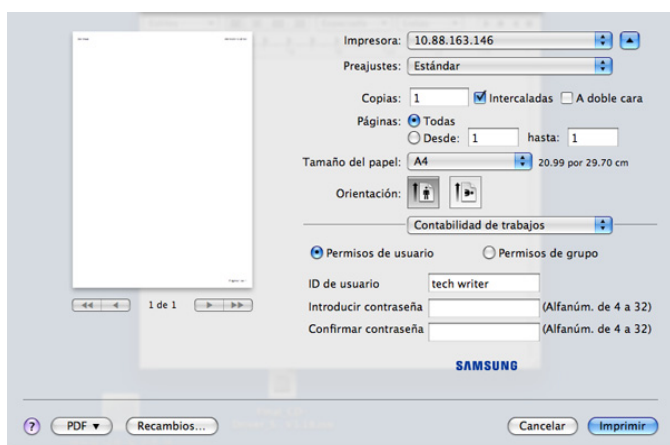 Impresora: 10.88.163.146
Preajustes: Estándar
Copias: 1 Intercaladas A doble cara
Páginas: Todas
Desde: 1 hasta: 1
Tamaño del papel: A4 20.99 por 29.70 cm
Orientación:
Contabilidad de trabajos
Permisos de usuario Permisos de grupo
ID de usuario tech writer
1 de 1
Introducir contraseña (Alfanúm. de 4 a 32)
Confirmar contraseña (Alfanúm. de 4 a 32)
SAMSUNG
? PDF Recambios... Cancelar Imprimir